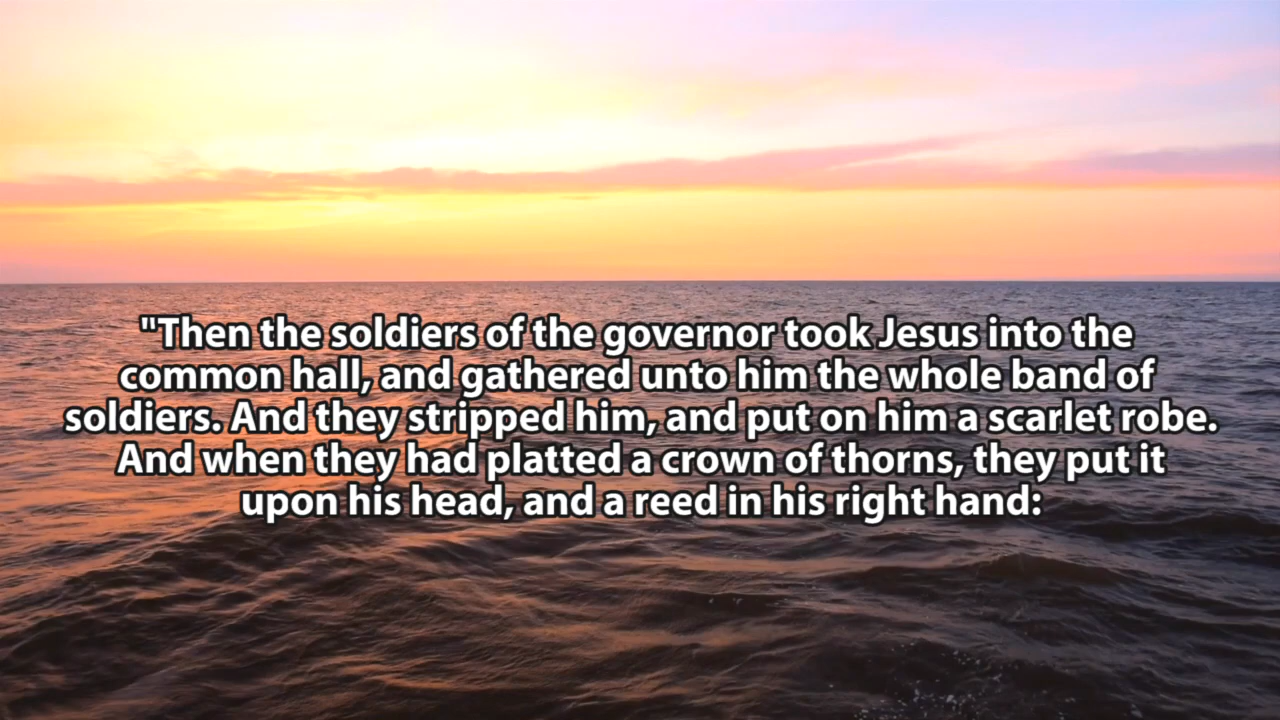 "Then the soldiers of the governor took Jesus into the
common hall, and gathered unto him the whole band of
soldiers. And they stripped him, and put on him a scarlet robe.
And when they had platted a crown of thorns, they put it
upon his head, and a reed in his right hand: